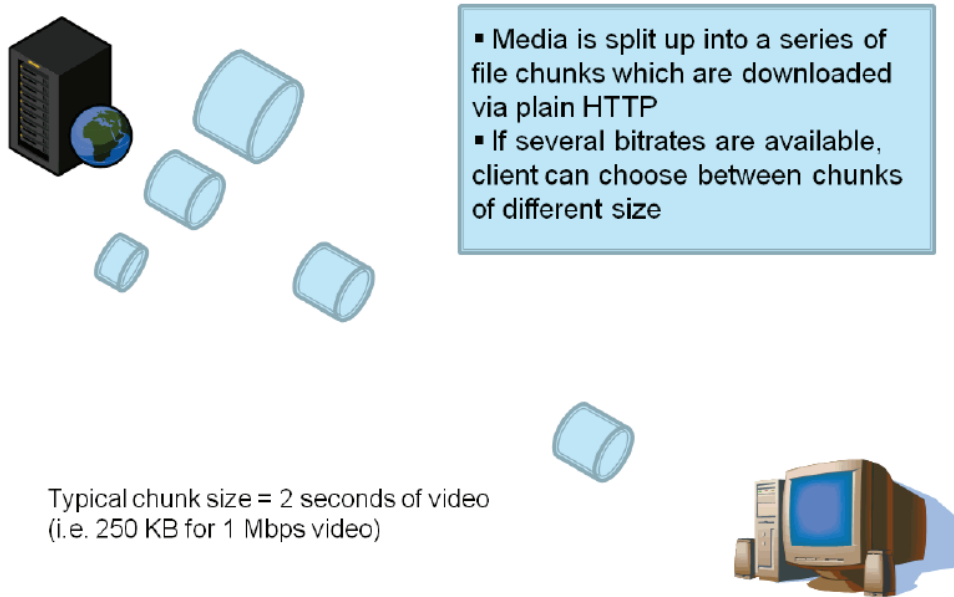 ▪ Media is split up into a series of
file chunks which are downloaded
via plain HTTP
▪ If several bitrates are available,
client can choose between chunks
of different size
Typical chunk size = 2 seconds of video
(i.e. 250 KB for 1 Mbps video)